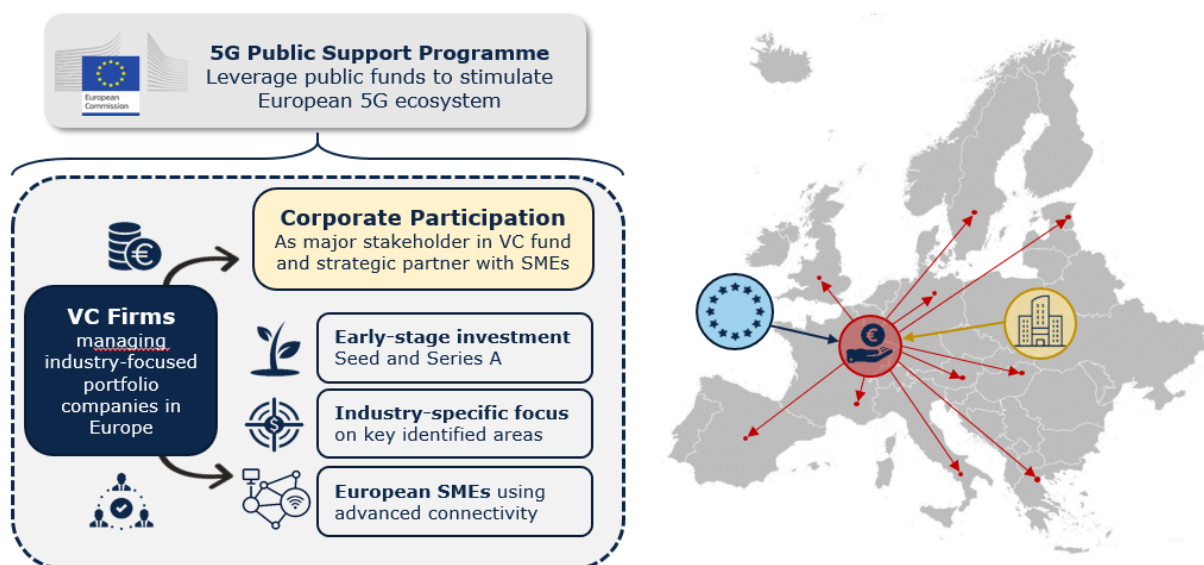 5G Public Support Programme
Leverage public funds to stimulate
European 5G ecosystem
European
Commission
Corporate Participation
As major stakeholder in VC fund
and strategic partner with SMEs
VC Firms
managing
industry-focused
portfolio
companies in
Europe
Early-stage investment
Seed and Series A
Industry-specific focus
on key identified areas
European SMEs using
advanced connectivity